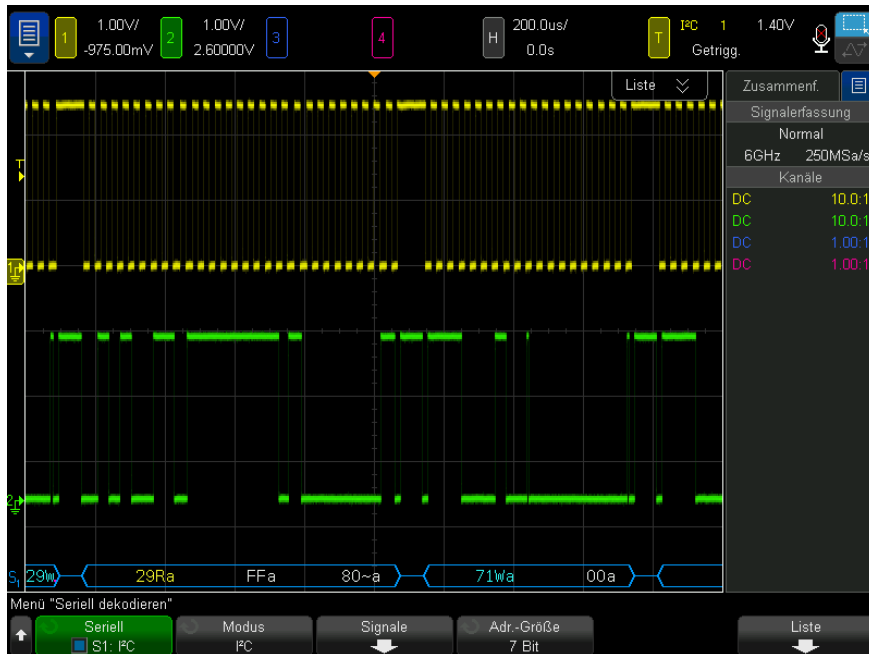 1 1.00V/ 2 1.00V/ 3 4 H 200.0us/ T I²C 1 1.40V
-975.00mV 2.60000V 0.0s Getrigg.
Liste
Zusammenf.
Signalerfassung
Normal
6GHz 250MSa/s
Kanäle
DC 10.0:1
DC 10.0:1
DC 1.00:1
DC 1.00:1
T
1
2
S1 29W 29Ra FFa 80~a 71Wa 00a
Menü "Seriell dekodieren"
Seriell Modus Signale Adr.-Größe Liste
S1: I²C I²C 7 Bit